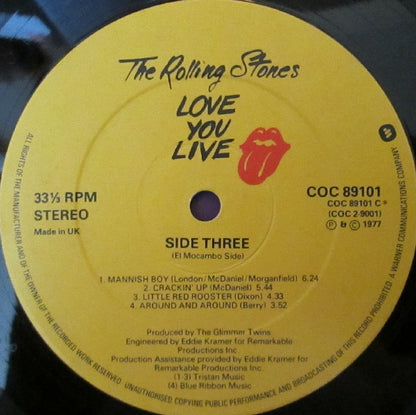 The Rolling Stones
LOVE
YOU
LIVE
33⅓ RPM
STEREO
Made in UK
COC 89101
COC 89101 C*
(COC 2-9001)
Ⓟ & © 1977
SIDE THREE
(El Mocambo Side)
1. MANNISH BOY (London/McDaniel/Morganfield) 6.24
2. CRACKIN' UP (McDaniel) 5.44
3. LITTLE RED ROOSTER (Dixon) 4.33
4. AROUND AND AROUND (Berry) 3.52
Produced by The Glimmer Twins
Engineered by Eddie Kramer for Remarkable
Productions Inc.
Production Assistance provided by Eddie Kramer for
Remarkable Productions Inc.
(1 3) Tristan Music
(4) Blue Ribbon Music
ALL RIGHTS OF THE MANUFACTURER AND OF THE OWNER OF THE RECORDED WORK RESERVED. UNAUTHORISED COPYING PUBLIC PERFORMANCE AND BROADCASTING OF THIS RECORD PROHIBITED. A WARNER COMMUNICATIONS COMPANY